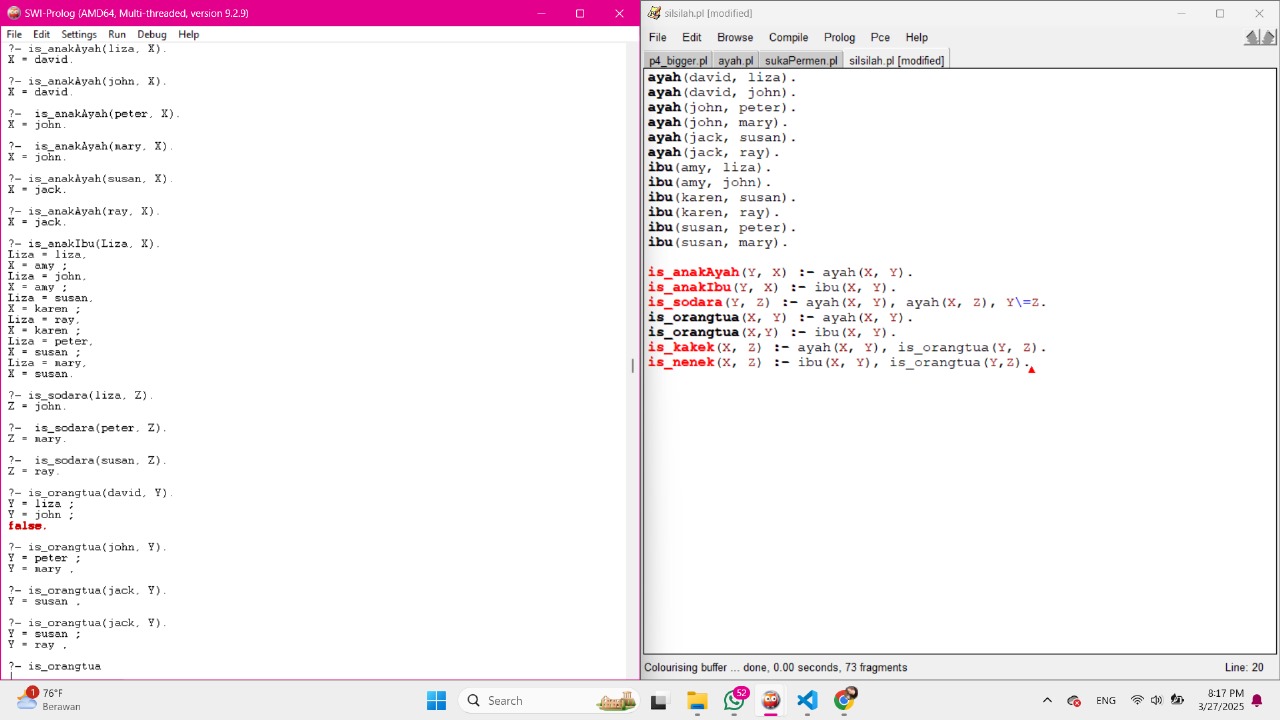 SWI-Prolog (AMD64, Multi-threaded, version 9.2.9)
File Edit Settings Run Debug Help
?- is_anakAyah(liza, X).
X = david.
?- is_anakAyah(john, X).
X = david.
?-  is_anakAyah(peter, X).
X = john.
?-  is_anakAyah(mary, X).
X = john.
?- is_anakAyah(susan, X).
X = jack.
?- is_anakAyah(ray, X).
X = jack.
?- is_anakIbu(Liza, X).
Liza = liza,
X = amy ;
Liza = john,
X = amy ;
Liza = susan,
X = karen ;
Liza = ray,
X = karen ;
Liza = peter,
X = susan ;
Liza = mary,
X = susan.
?- is_sodara(liza, Z).
Z = john.
?-  is_sodara(peter, Z).
Z = mary.
?-  is_sodara(susan, Z).
Z = ray.
?- is_orangtua(david, Y).
Y = liza ;
Y = john ;
false.
?- is_orangtua(john, Y).
Y = peter ;
Y = mary .
?- is_orangtua(jack, Y).
Y = susan .
?- is_orangtua(jack, Y).
Y = susan ;
Y = ray .
?- is_orangtua
silsilah.pl [modified]
File Edit Browse Compile Prolog Pce Help
p4_bigger.pl ayah.pl sukaPermen.pl silsilah.pl [modified]
ayah(david, liza).
ayah(david, john).
ayah(john, peter).
ayah(john, mary).
ayah(jack, susan).
ayah(jack, ray).
ibu(amy, liza).
ibu(amy, john).
ibu(karen, susan).
ibu(karen, ray).
ibu(susan, peter).
ibu(susan, mary).
is_anakAyah(Y, X) :- ayah(X, Y).
is_anakIbu(Y, X) :- ibu(X, Y).
is_sodara(Y, Z) :- ayah(X, Y), ayah(X, Z), Y\=Z.
is_orangtua(X, Y) :- ayah(X, Y).
is_orangtua(X,Y) :- ibu(X, Y).
is_kakek(X, Z) :- ayah(X, Y), is_orangtua(Y, Z).
is_nenek(X, Z) :- ibu(X, Y), is_orangtua(Y,Z).
Colourising buffer ... done, 0.00 seconds, 73 fragments Line: 20
1 76°F
Berawan
Search
52
ENG
8:17 PM
3/27/2025